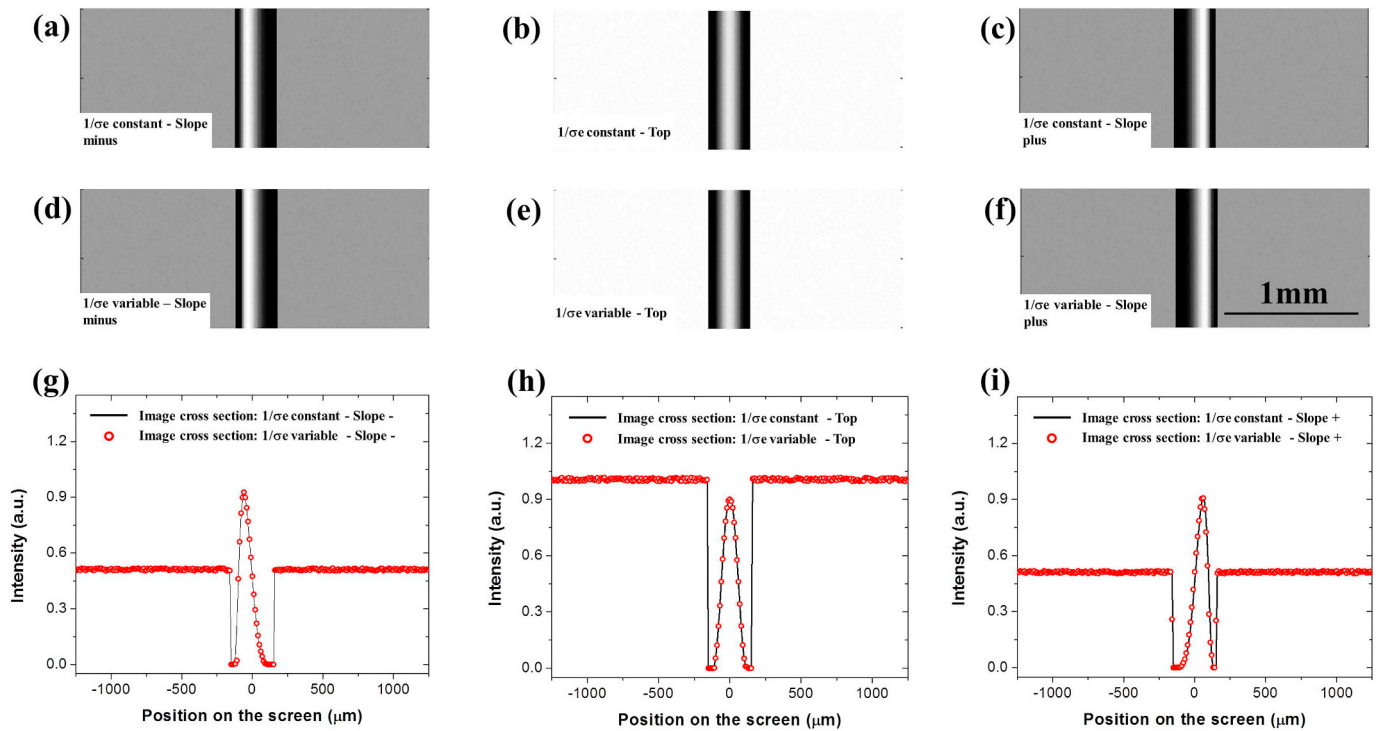 (a)
1/σe constant - Slope
minus
(b)
1/σe constant - Top
(c)
1/σe constant - Slope
plus
(d)
1/σe variable – Slope
minus
(e)
1/σe variable - Top
(f)
1/σe variable - Slope
plus
1mm
(g)
Image cross section: 1/σe constant - Slope -
Image cross section: 1/σe variable - Slope -
1.2
0.9
0.6
0.3
0.0
Intensity (a.u.)
-1000 -500 0 500 1000
Position on the screen (μm)
(h)
Image cross section: 1/σe constant - Top
Image cross section: 1/σe variable - Top
1.2
0.9
0.6
0.3
0.0
Intensity (a.u.)
-1000 -500 0 500 1000
Position on the screen (μm)
(i)
Image cross section: 1/σe constant - Slope +
Image cross section: 1/σe variable - Slope +
1.2
0.9
0.6
0.3
0.0
Intensity (a.u.)
-1000 -500 0 500 1000
Position on the screen (μm)